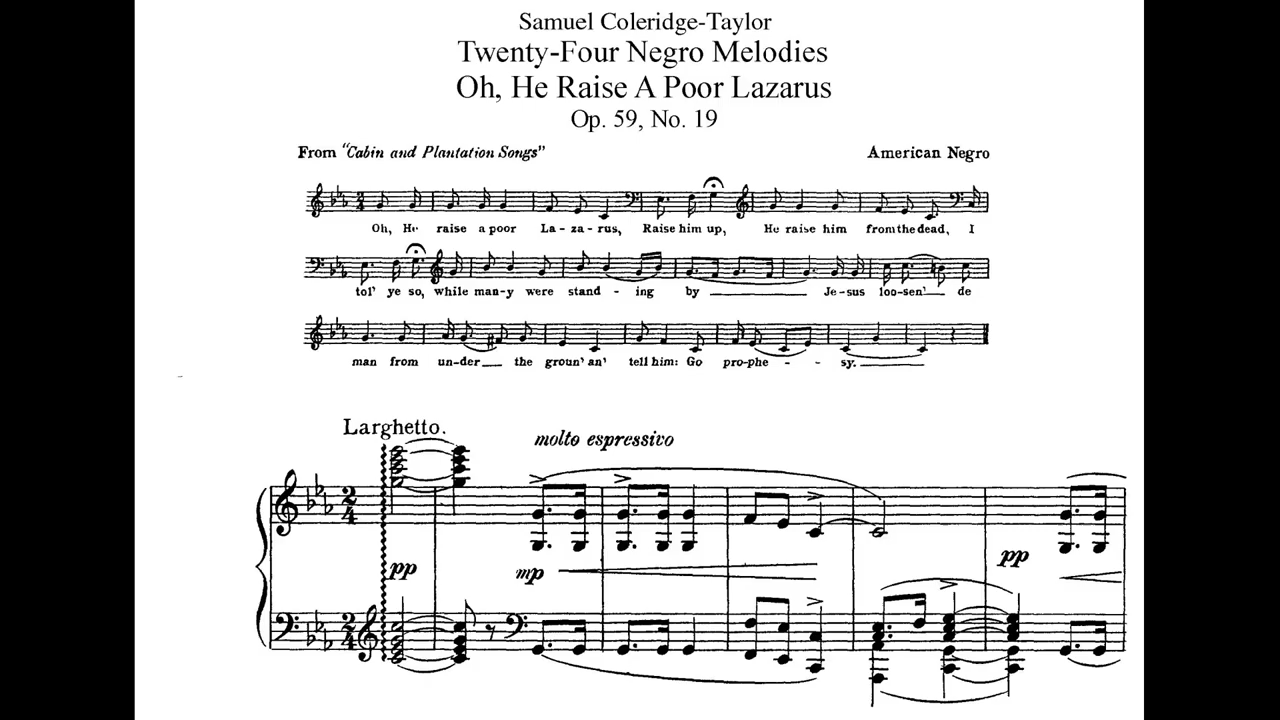 Samuel Coleridge-Taylor
Twenty-Four Negro Melodies
Oh, He Raise A Poor Lazarus
Op. 59, No. 19
From "Cabin and Plantation Songs" American Negro
Oh, He raise a poor La-za-rus, Raise him up, He raise him from the dead, I
tol' ye so, while man-y were stand-ing by Je-sus loo-sen' de
man from un-der the groun' an' tell him: Go pro-phe-sy.
Larghetto.
molto espressivo
pp mp pp